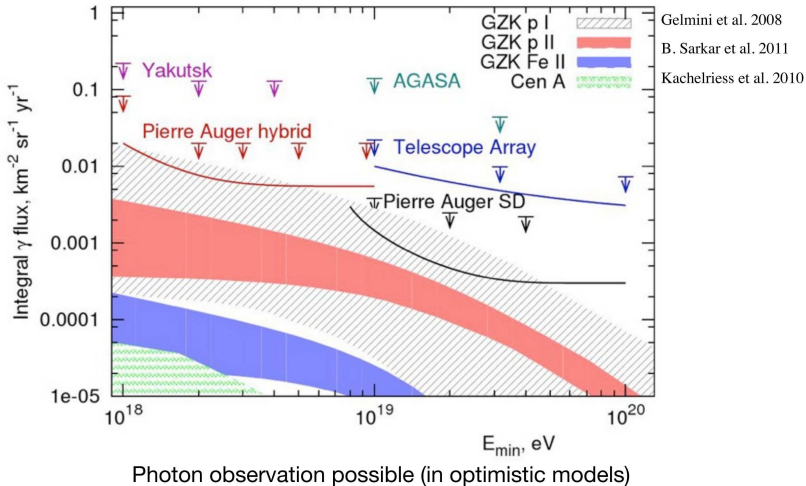 1
0.1
0.01
0.001
0.0001
1e-05
Integral γ flux, km⁻² sr⁻¹ yr⁻¹
GZK p I
GZK p II
GZK Fe II
Cen A
Gelmini et al. 2008
B. Sarkar et al. 2011
Kachelriess et al. 2010
Yakutsk
AGASA
Pierre Auger hybrid
Telescope Array
Pierre Auger SD
10¹⁸
10¹⁹
10²⁰
E_min, eV
Photon observation possible (in optimistic models)